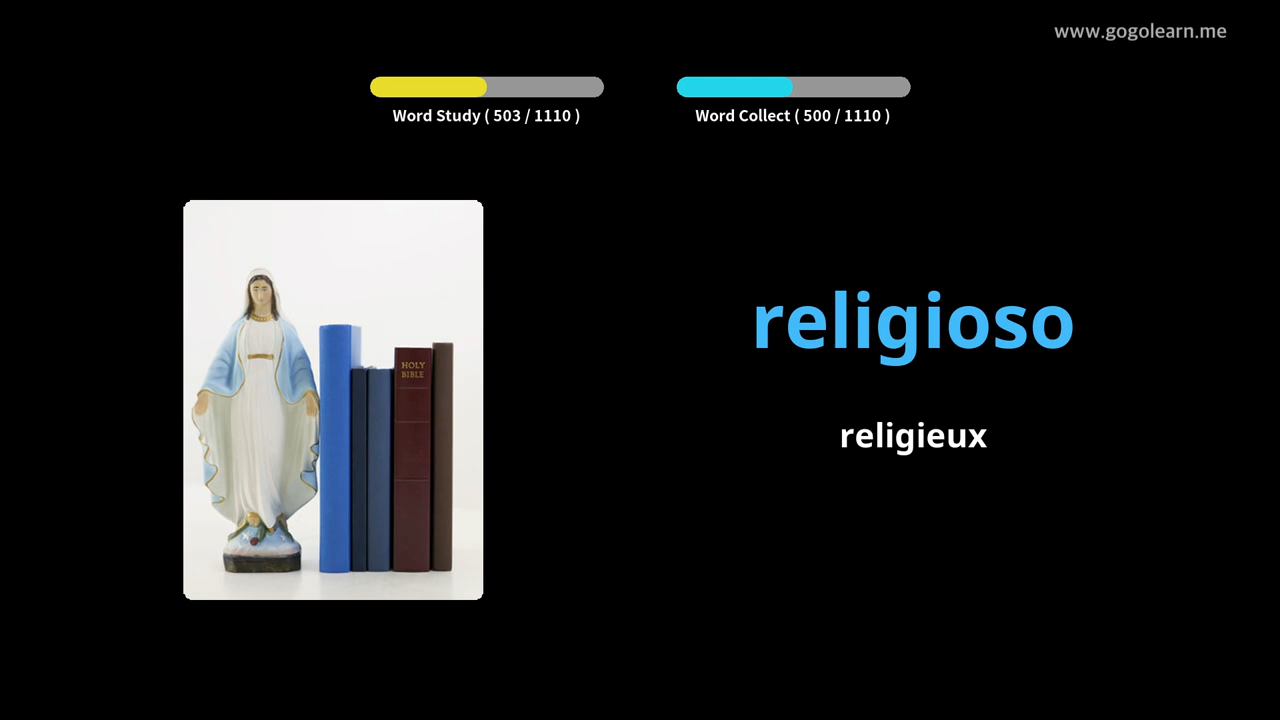 www.gogolearn.me
Word Study ( 503 / 1110 )
Word Collect ( 500 / 1110 )
HOLY
BIBLE
religioso
religieux